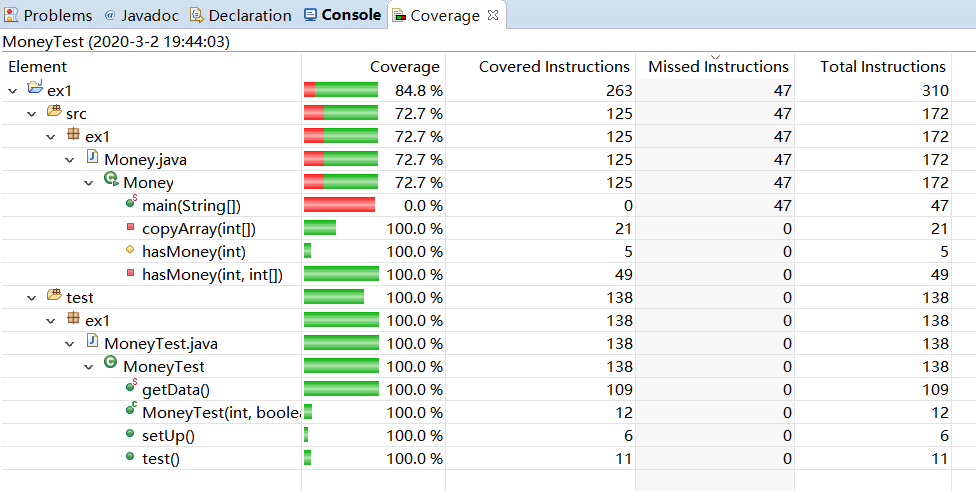 Problems @ Javadoc Declaration Console Coverage
MoneyTest (2020-3-2 19:44:03)
Element Coverage Covered Instructions Missed Instructions Total Instructions
ex1 84.8 % 263 47 310
src 72.7 % 125 47 172
ex1 72.7 % 125 47 172
Money.java 72.7 % 125 47 172
Money 72.7 % 125 47 172
main(String[]) 0.0 % 0 47 47
copyArray(int[]) 100.0 % 21 0 21
hasMoney(int) 100.0 % 5 0 5
hasMoney(int, int[]) 100.0 % 49 0 49
test 100.0 % 138 0 138
ex1 100.0 % 138 0 138
MoneyTest.java 100.0 % 138 0 138
MoneyTest 100.0 % 138 0 138
getData() 100.0 % 109 0 109
MoneyTest(int, boolea 100.0 % 12 0 12
setUp() 100.0 % 6 0 6
test() 100.0 % 11 0 11